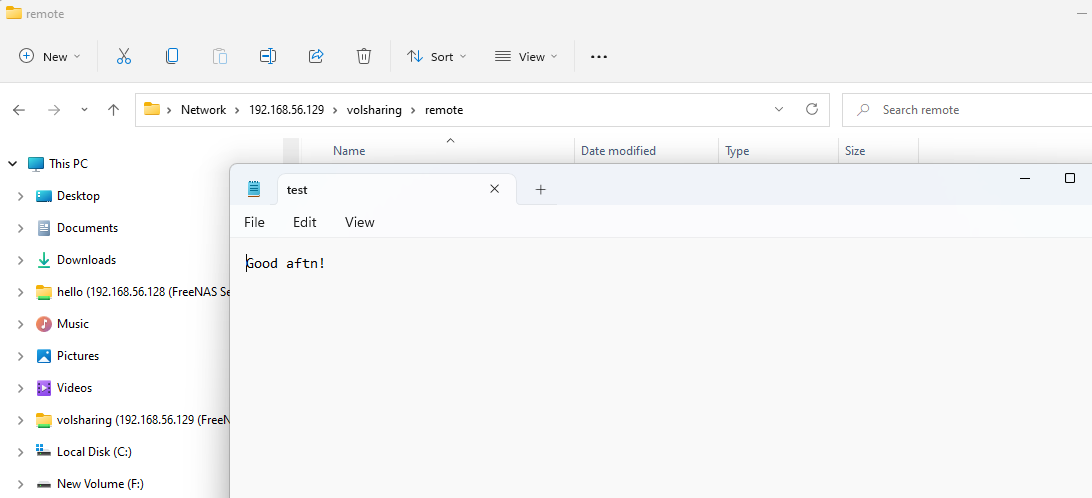 remote
New
Sort
View
Network
192.168.56.129
volsharing
remote
Search remote
Name
Date modified
Type
Size
This PC
Desktop
Documents
Downloads
hello (192.168.56.128 (FreeNAS Se
Music
Pictures
Videos
volsharing (192.168.56.129 (FreeN
Local Disk (C:)
New Volume (F:)
test
File
Edit
View
Good aftn!